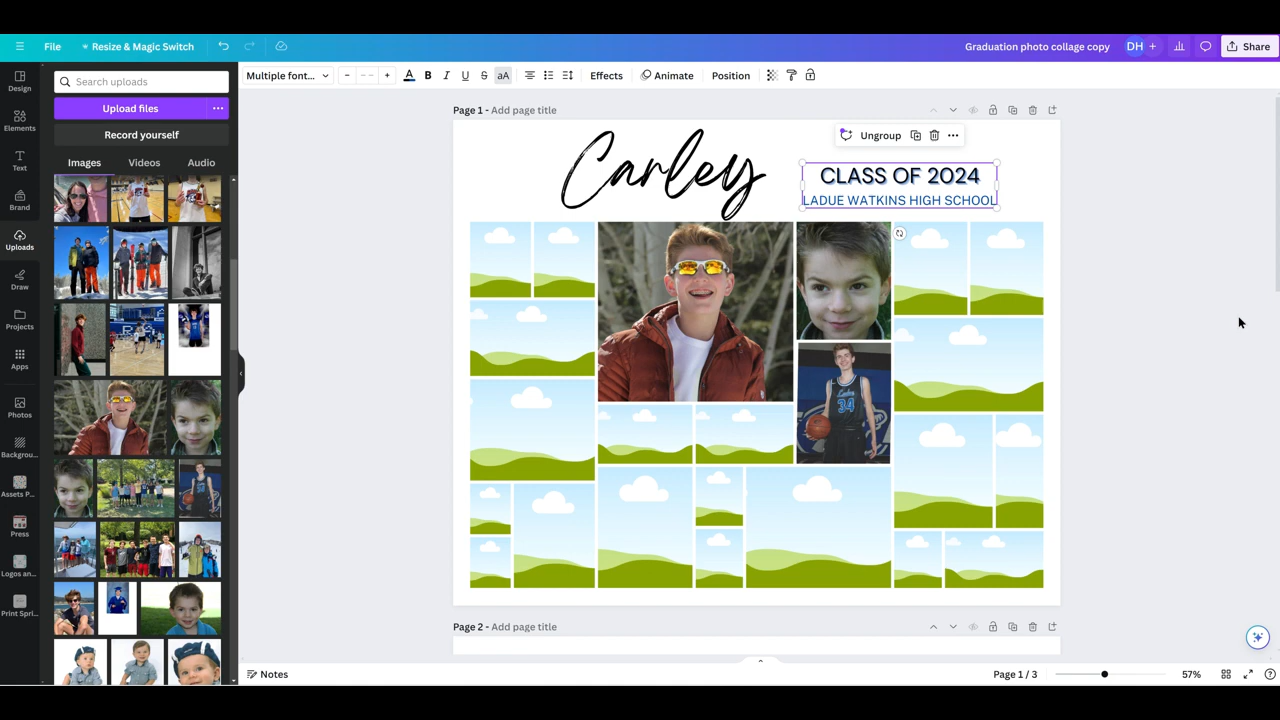 File
Resize & Magic Switch
Graduation photo collage copy
DH
Share
Search uploads
Multiple font...
B
I
U
S
aA
Effects
Animate
Position
Upload files
Record yourself
Images
Videos
Audio
Design
Elements
Text
Brand
Uploads
Draw
Projects
Apps
Photos
Backgrou...
Assets P...
Press
Logos an...
Print Spri...
Page 1 - Add page title
Ungroup
Carley
CLASS OF 2024
LADUE WATKINS HIGH SCHOOL
34
Page 2 - Add page title
Notes
Page 1 / 3
57%